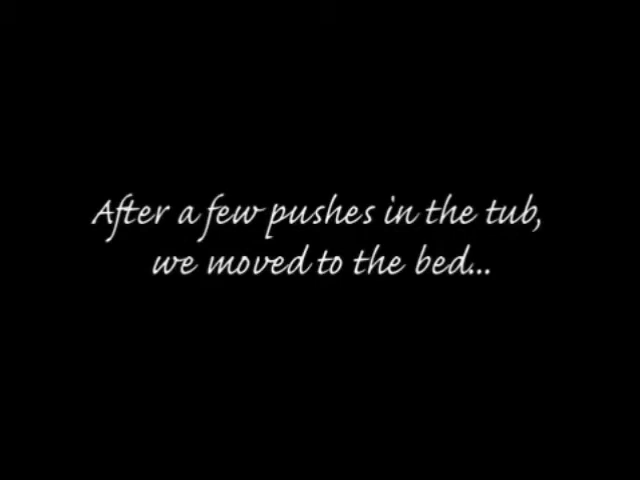 After a few pushes in the tub,
we moved to the bed...